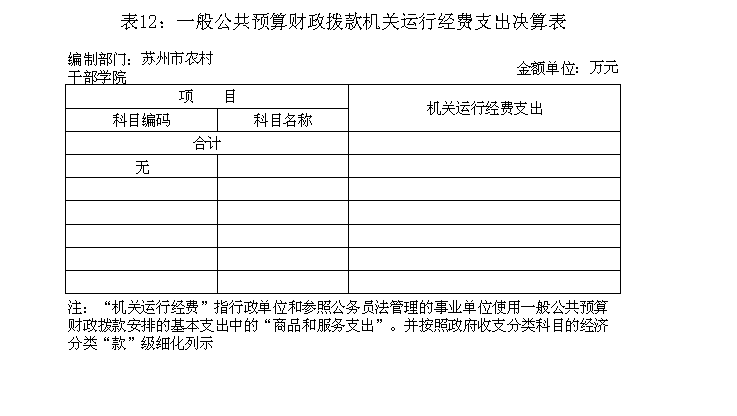 表12：一般公共预算财政拨款机关运行经费支出决算表
编制部门：苏州市农村
干部学院
金额单位：万元
项 目
机关运行经费支出
科目编码 科目名称
合计
无
注：“机关运行经费”指行政单位和参照公务员法管理的事业单位使用一般公共预算
财政拨款安排的基本支出中的“商品和服务支出”。并按照政府收支分类科目的经济
分类“款”级细化列示